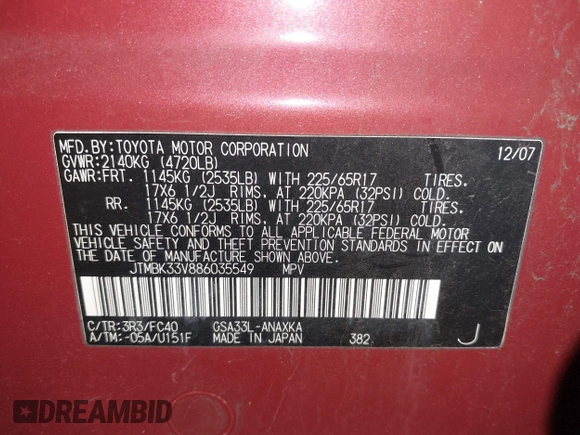 MFD.BY:TOYOTA MOTOR CORPORATION 12/07
GVWR:2140KG (4720LB)
GAWR:FRT. 1145KG (2535LB) WITH 225/65R17 TIRES.
17X6 1/2J RIMS. AT 220KPA (32PSI) COLD.
RR. 1145KG (2535LB) WITH 225/65R17 TIRES.
17X6 1/2J RIMS. AT 220KPA (32PSI) COLD.
THIS VEHICLE CONFORMS TO ALL APPLICABLE FEDERAL MOTOR
VEHICLE SAFETY AND THEFT PREVENTION STANDARDS IN EFFECT ON
THE DATE OF MANUFACTURE SHOWN ABOVE.
JTMBK33V886035549 MPV
C/TR:3R3/FC40 GSA33L-ANAXKA
A/TM:-05A/U151F MADE IN JAPAN 382 J
DREAMBID